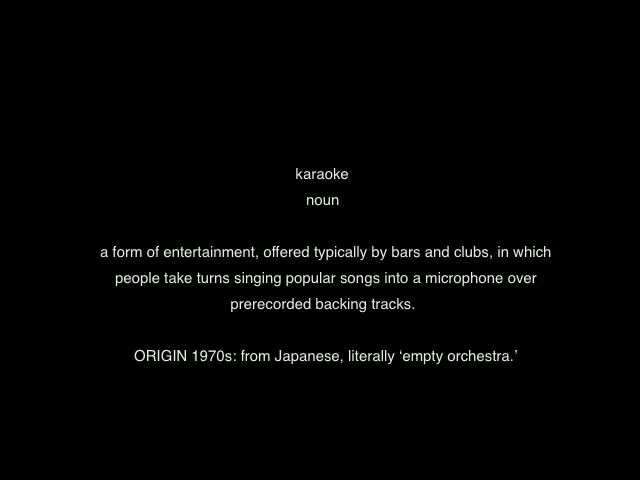 karaoke
noun
a form of entertainment, offered typically by bars and clubs, in which
people take turns singing popular songs into a microphone over
prerecorded backing tracks.
ORIGIN 1970s: from Japanese, literally ‘empty orchestra.’